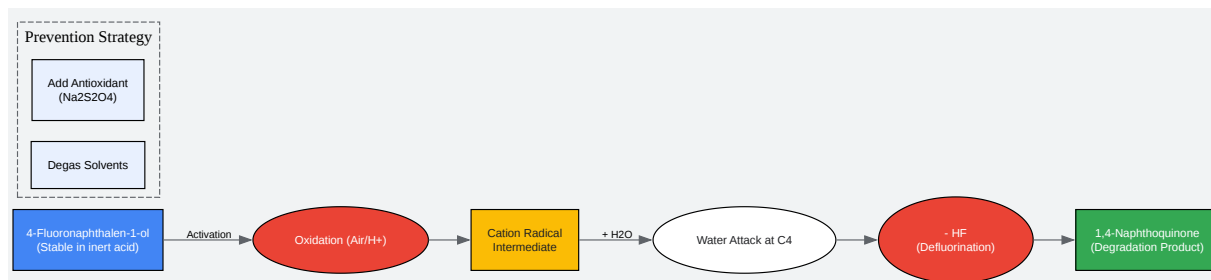 Prevention Strategy
Add Antioxidant
(Na2S2O4)
Degas Solvents
4-Fluoronaphthalen-1-ol
(Stable in inert acid)
Activation
Oxidation (Air/H+)
Cation Radical
Intermediate
+ H2O
Water Attack at C4
- HF
(Defluorination)
1,4-Naphthoquinone
(Degradation Product)